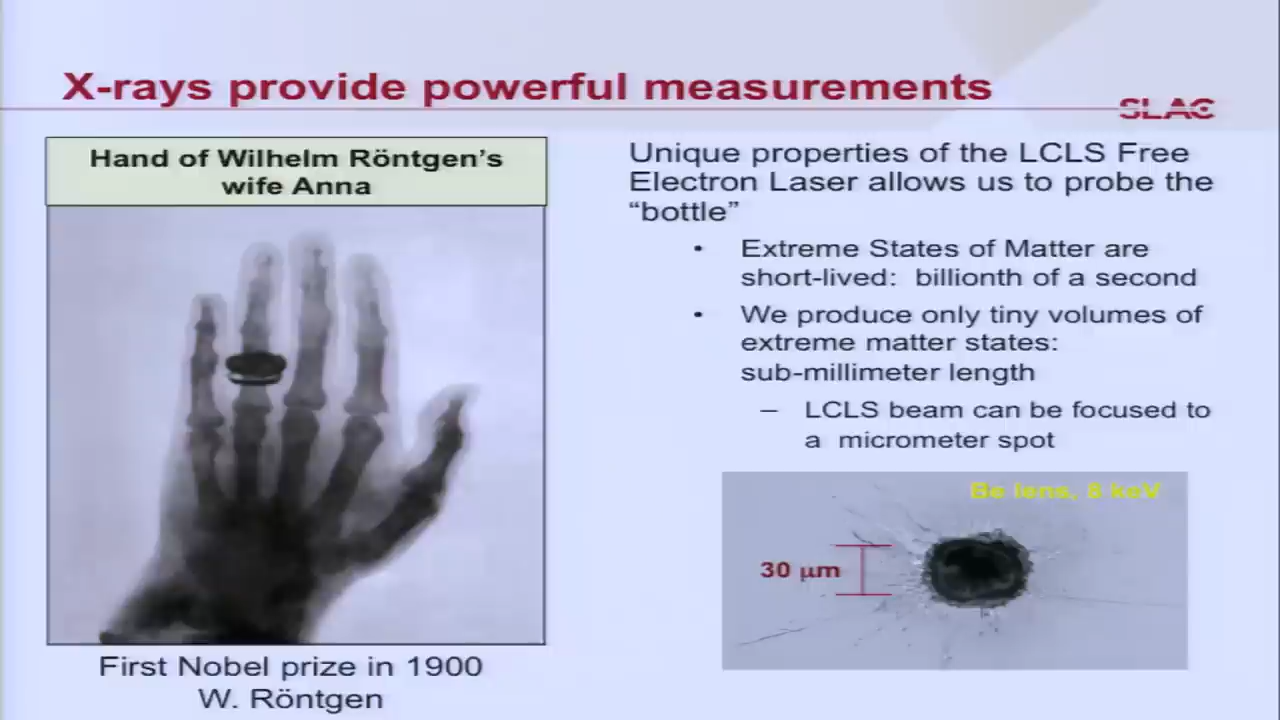 X-rays provide powerful measurements
SLAC
Hand of Wilhelm Röntgen's
wife Anna
First Nobel prize in 1900
W. Röntgen
Unique properties of the LCLS Free
Electron Laser allows us to probe the
“bottle”
• Extreme States of Matter are
short-lived: billionth of a second
• We produce only tiny volumes of
extreme matter states:
sub-millimeter length
– LCLS beam can be focused to
a micrometer spot
Be lens, 8 keV
30 µm